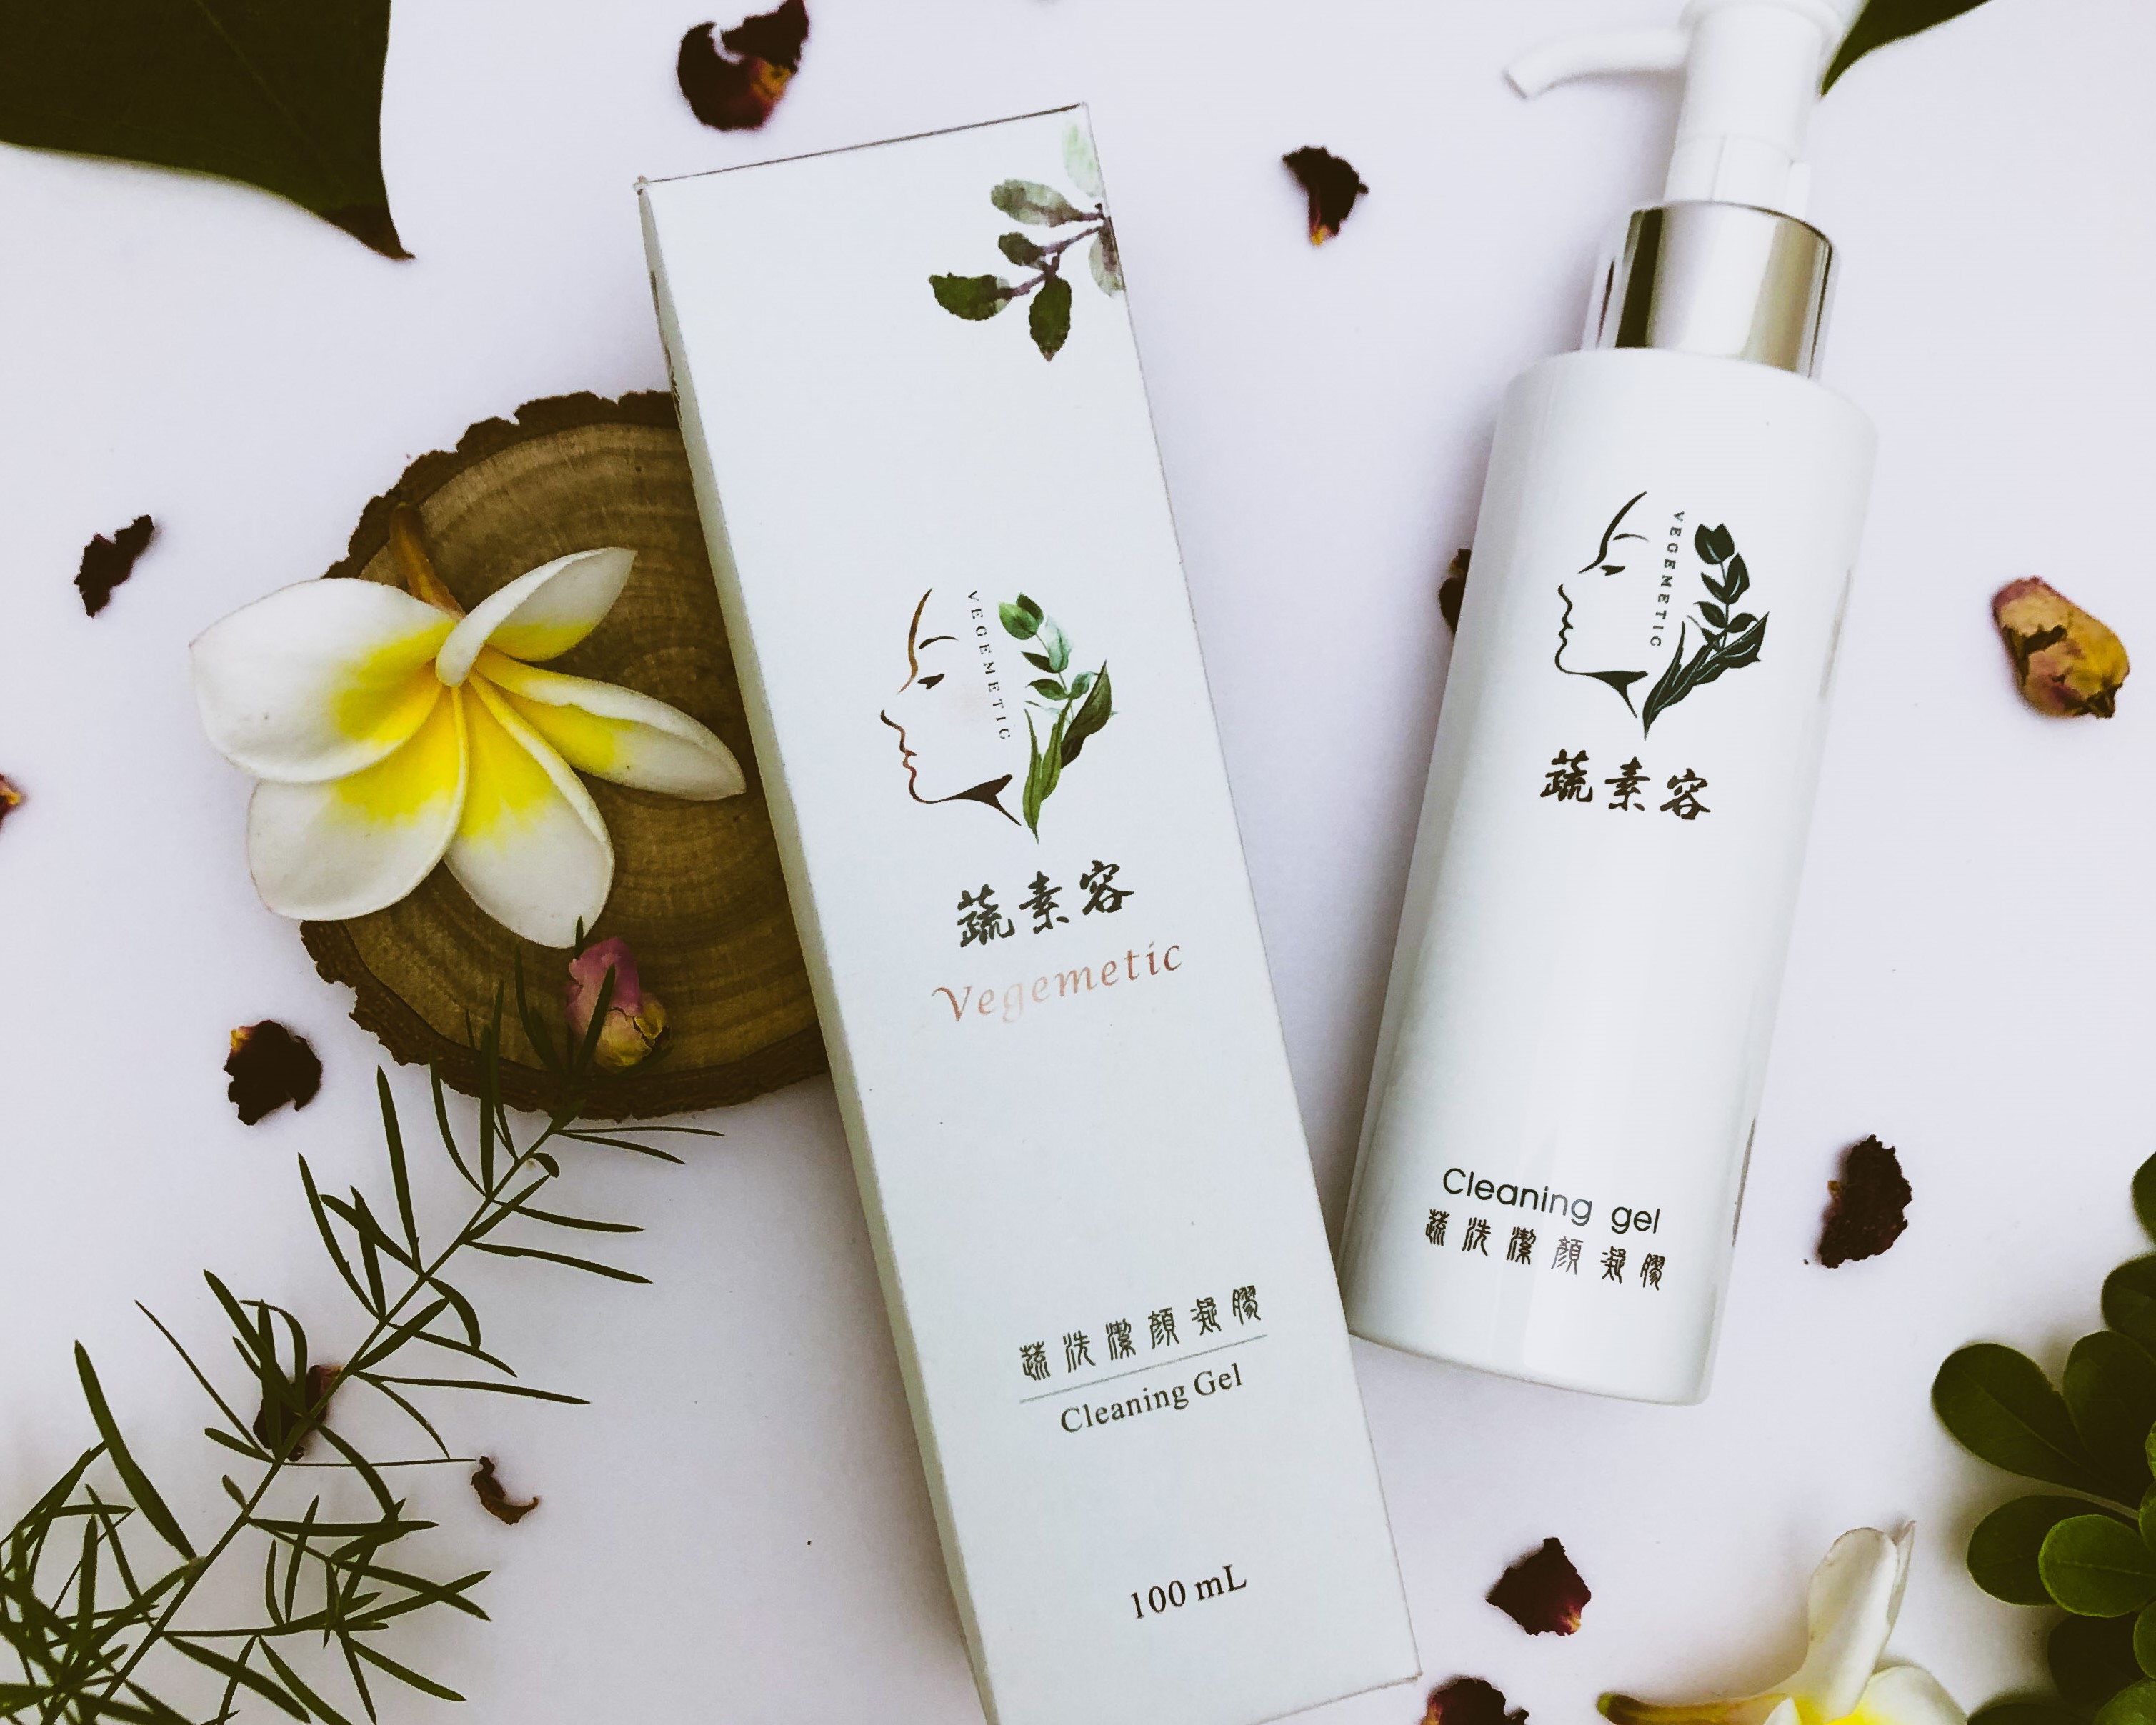 VEGEMETIC
蔬素容
Vegemetic
蔬洗潔顏凝膠
Cleaning Gel
100 mL
VEGEMETIC
蔬素容
Cleaning gel
蔬洗潔顏凝膠